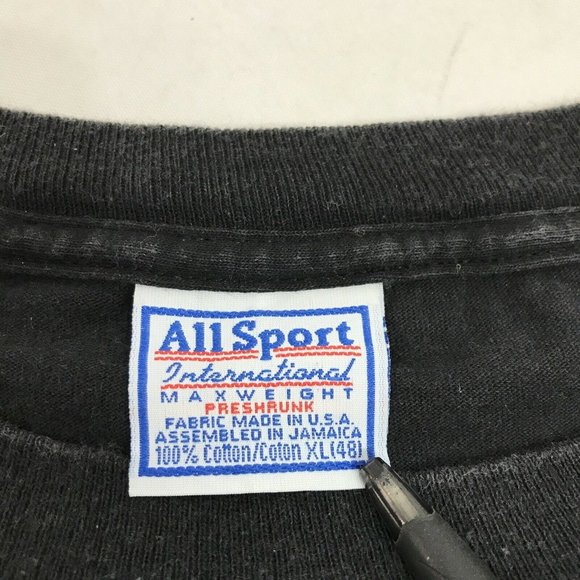 All Sport
International
MAXWEIGHT
PRESHRUNK
FABRIC MADE IN U.S.A.
ASSEMBLED IN JAMAICA
100% Cotton/Coton XL(48)